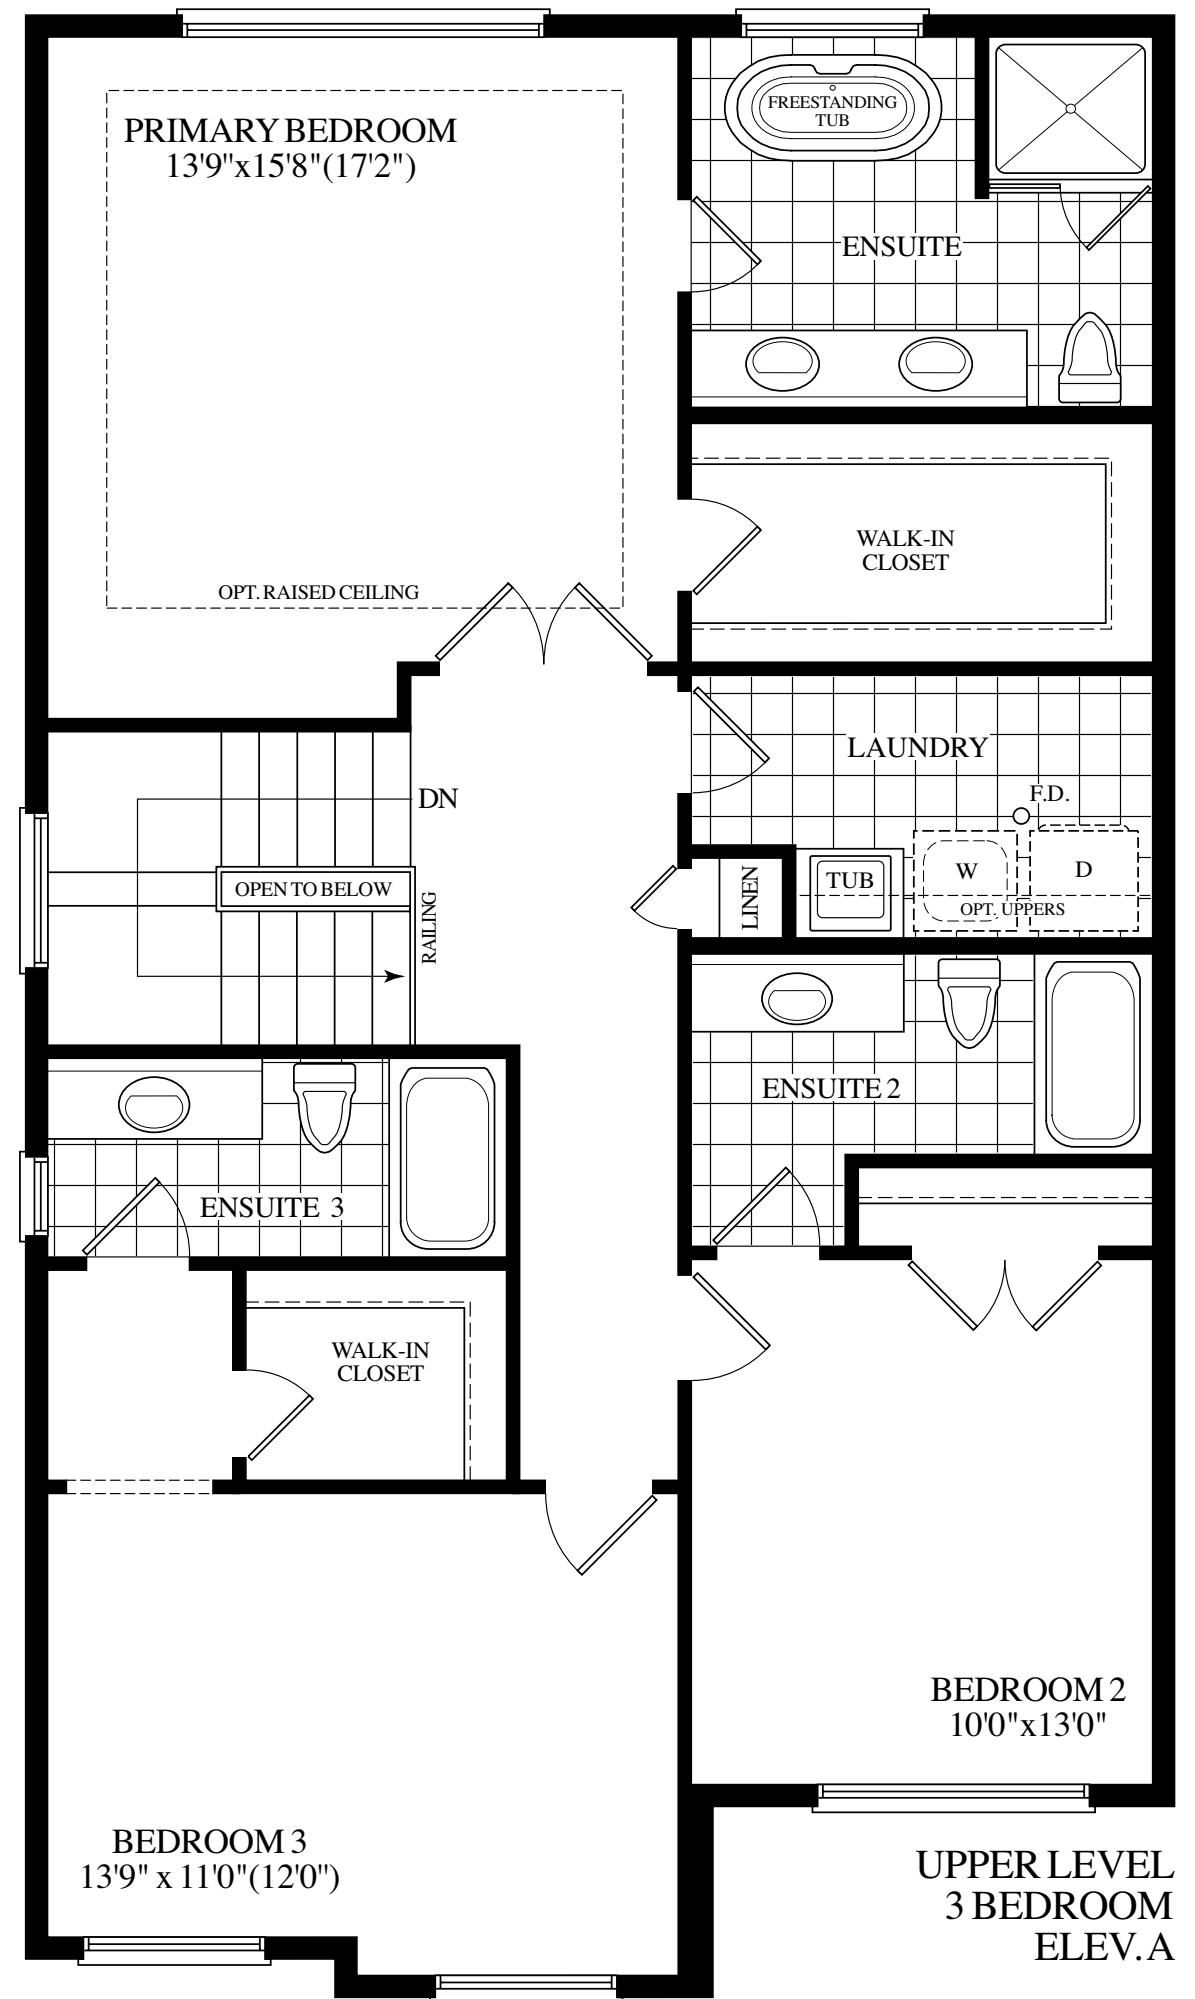 PRIMARY BEDROOM
13'9"x15'8"(17'2")
OPT. RAISED CEILING
FREESTANDING
TUB
ENSUITE
WALK-IN
CLOSET
LAUNDRY
F.D.
W
D
TUB
OPT. UPPERS
LINEN
DN
OPEN TO BELOW
RAILING
ENSUITE 2
ENSUITE 3
WALK-IN
CLOSET
BEDROOM 2
10'0"x13'0"
BEDROOM 3
13'9" x 11'0"(12'0")
UPPER LEVEL
3 BEDROOM
ELEV. A